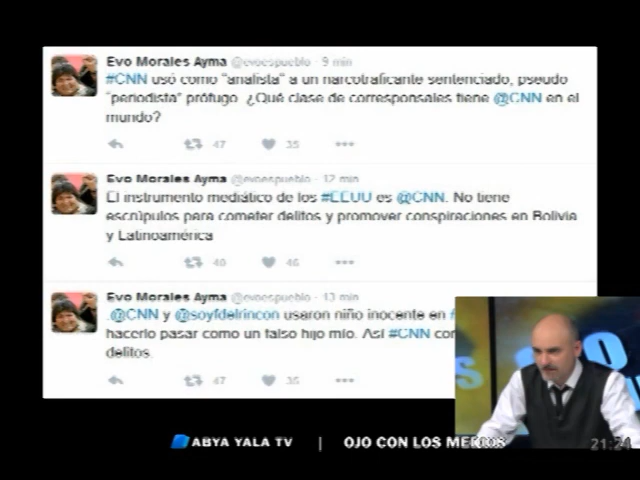 Evo Morales Ayma @evoespueblo · 9 min
#CNN usó como "analista" a un narcotraficante sentenciado, pseudo
"periodista" prófugo. ¿Qué clase de corresponsales tiene @CNN en el
mundo?
47 35
Evo Morales Ayma @evoespueblo · 12 min
El instrumento mediático de los #EEUU es @CNN. No tiene
escrúpulos para cometer delitos y promover conspiraciones en Bolivia
y Latinoamérica
49 46
Evo Morales Ayma @evoespueblo · 13 min
.@CNN y @soyfdelrincon usaron niño inocente en
hacerlo pasar como un falso hijo mío. Así #CNN
delitos.
47 35
ABYA YALA TV | OJO CON LOS MEDIOS
21:24